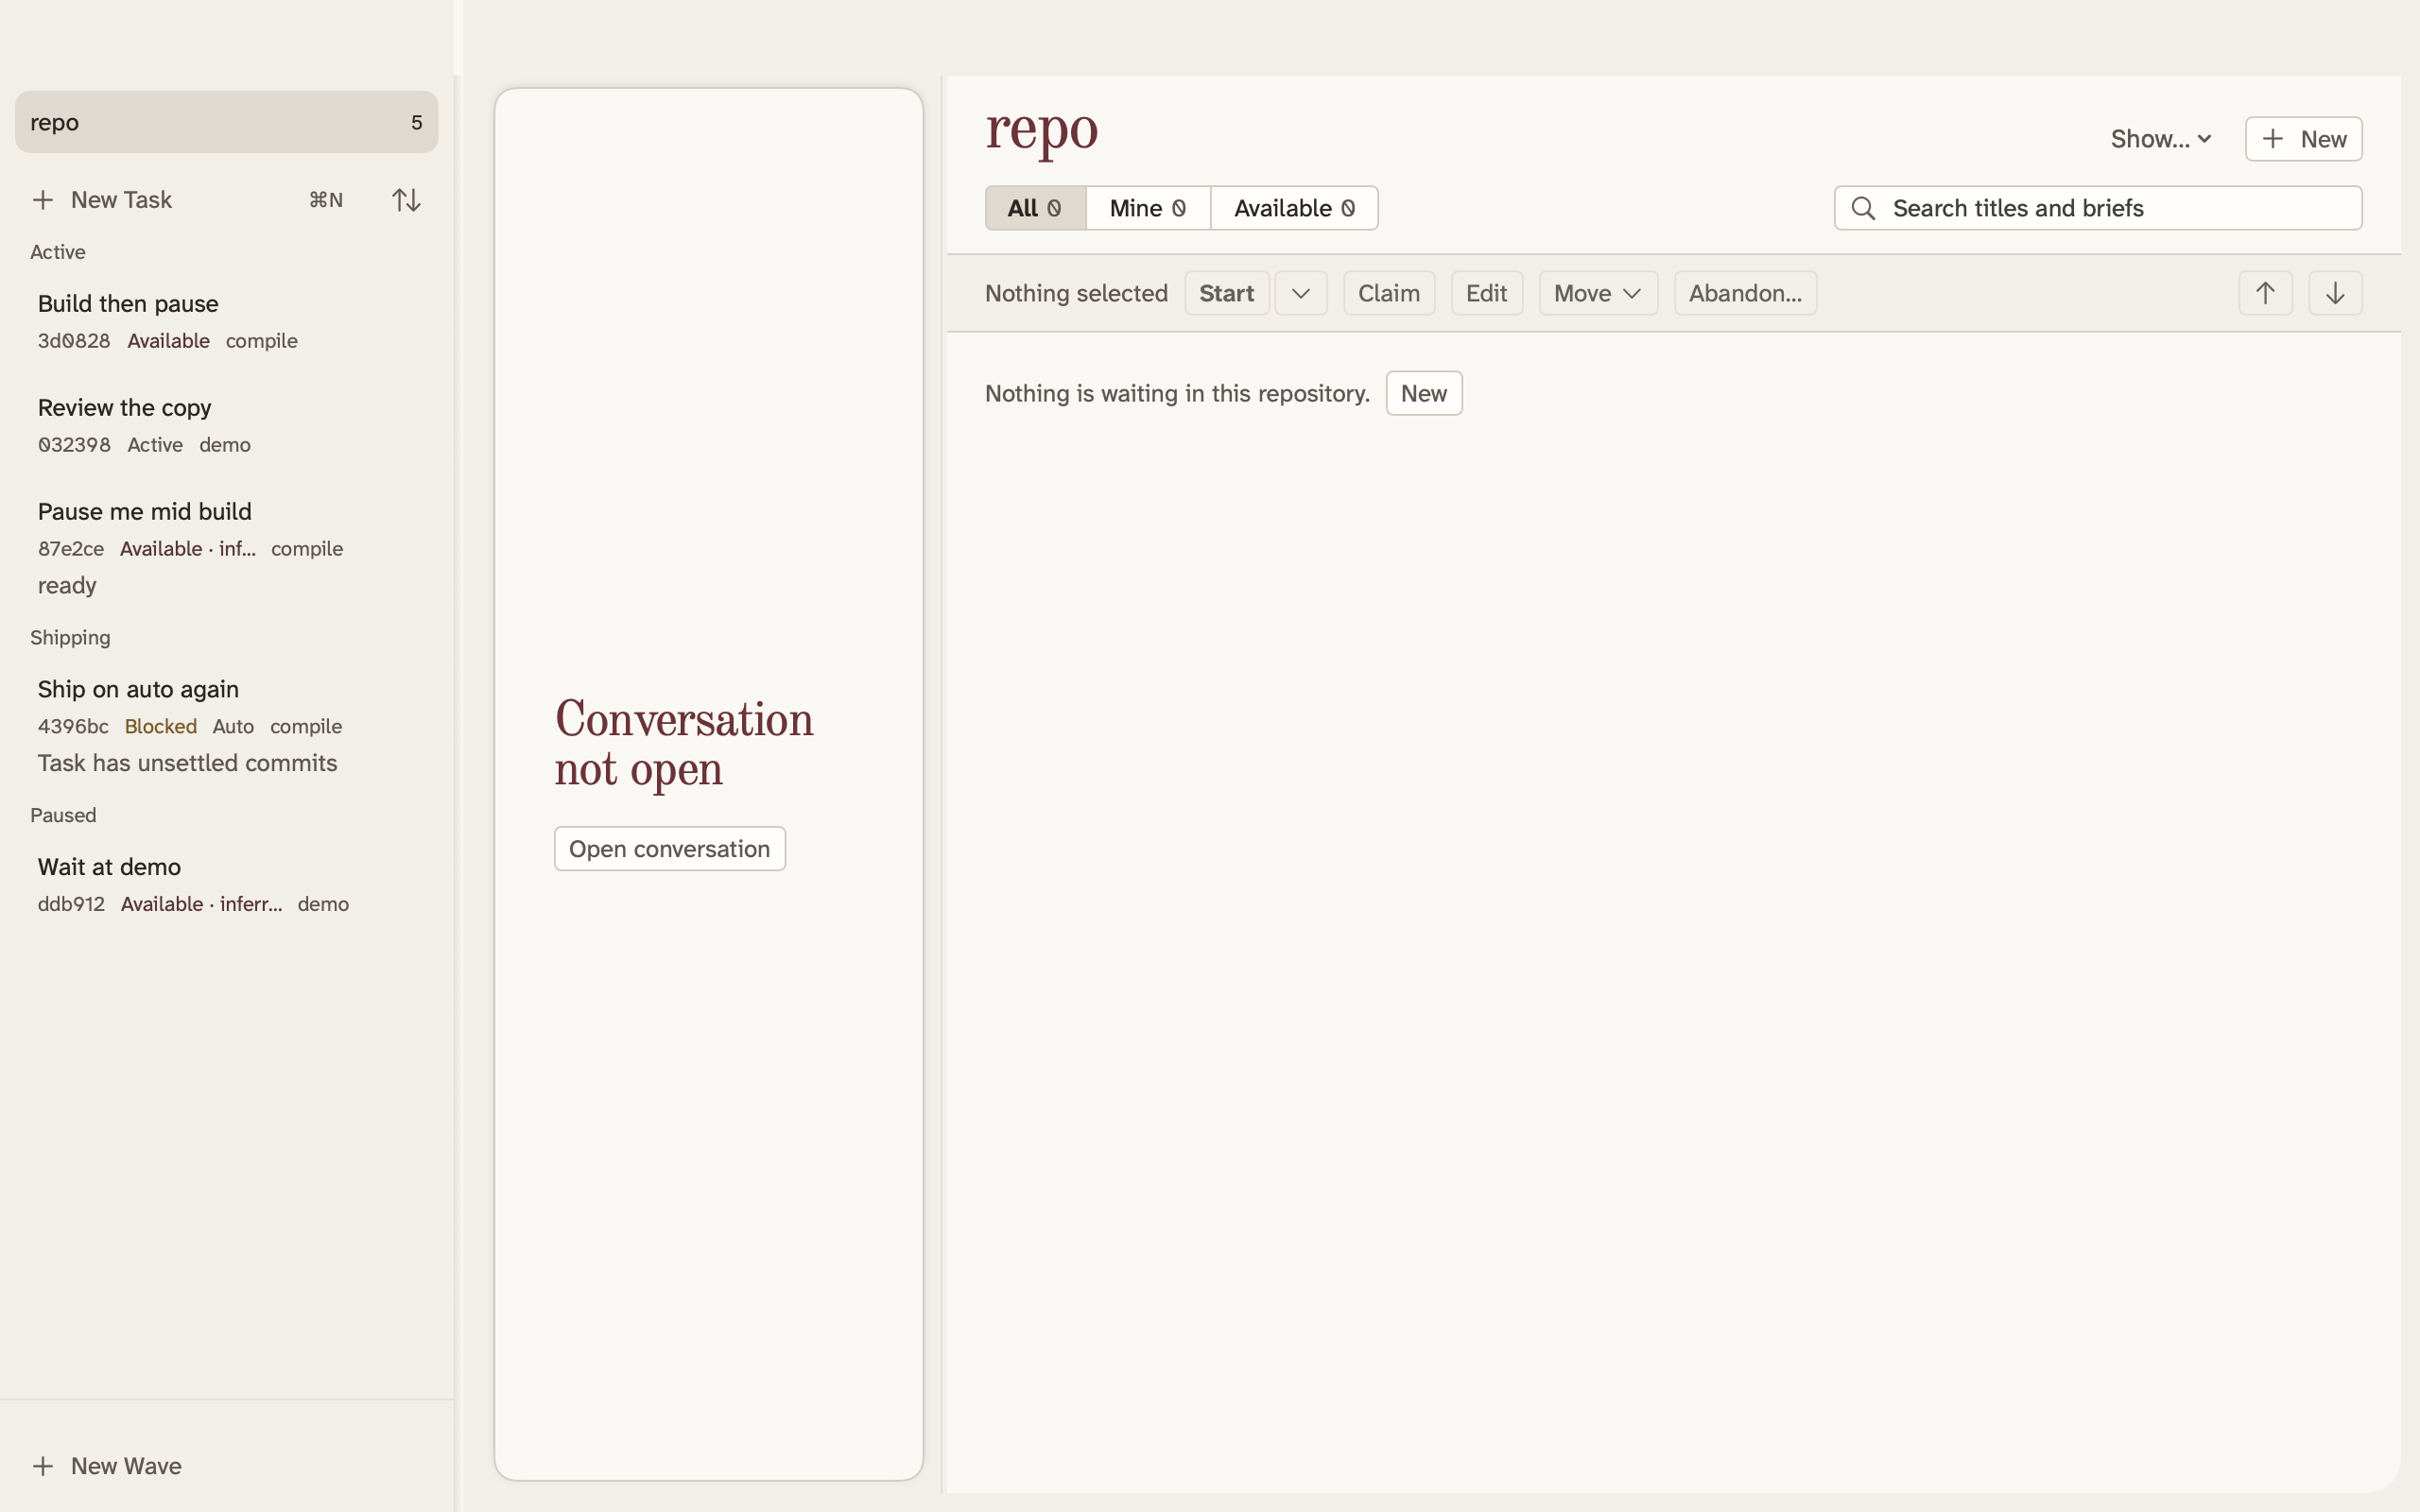 repo 5
New Task ⌘N
Active
Build then pause
3d0828 Available compile
Review the copy
032398 Active demo
Pause me mid build
87e2ce Available · inf... compile
ready
Shipping
Ship on auto again
4396bc Blocked Auto compile
Task has unsettled commits
Paused
Wait at demo
ddb912 Available · inferr... demo
New Wave
Conversation
not open
Open conversation
repo
Show... New
All 0 Mine 0 Available 0
Search titles and briefs
Nothing selected Start Claim Edit Move Abandon...
Nothing is waiting in this repository. New